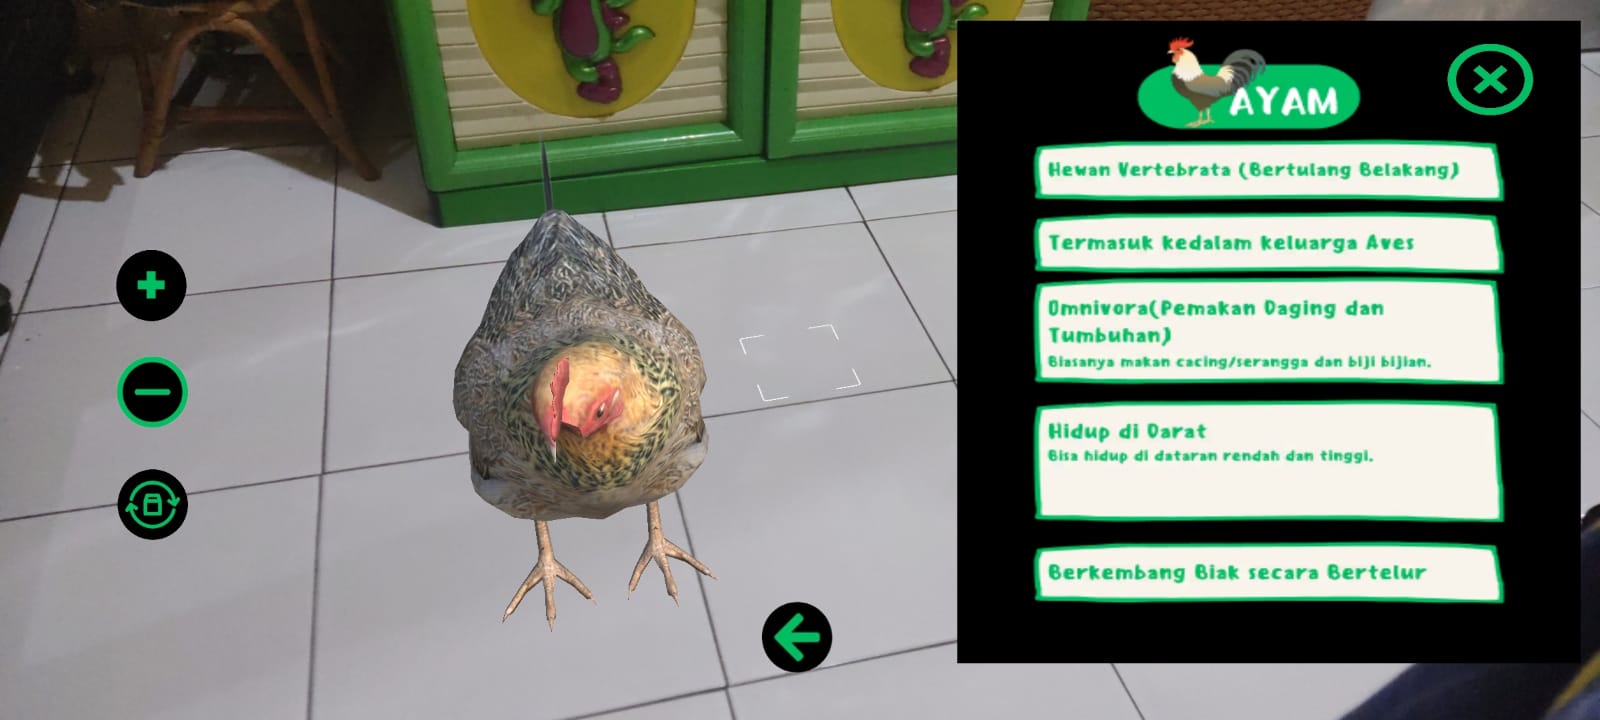 AYAM
Hewan Vertebrata (Bertulang Belakang)
Termasuk kedalam keluarga Aves
Omnivora(Pemakan Daging dan
Tumbuhan)
Biasanya makan cacing/serangga dan biji bijian.
Hidup di Darat
Bisa hidup di dataran rendah dan tinggi.
Berkembang Biak secara Bertelur